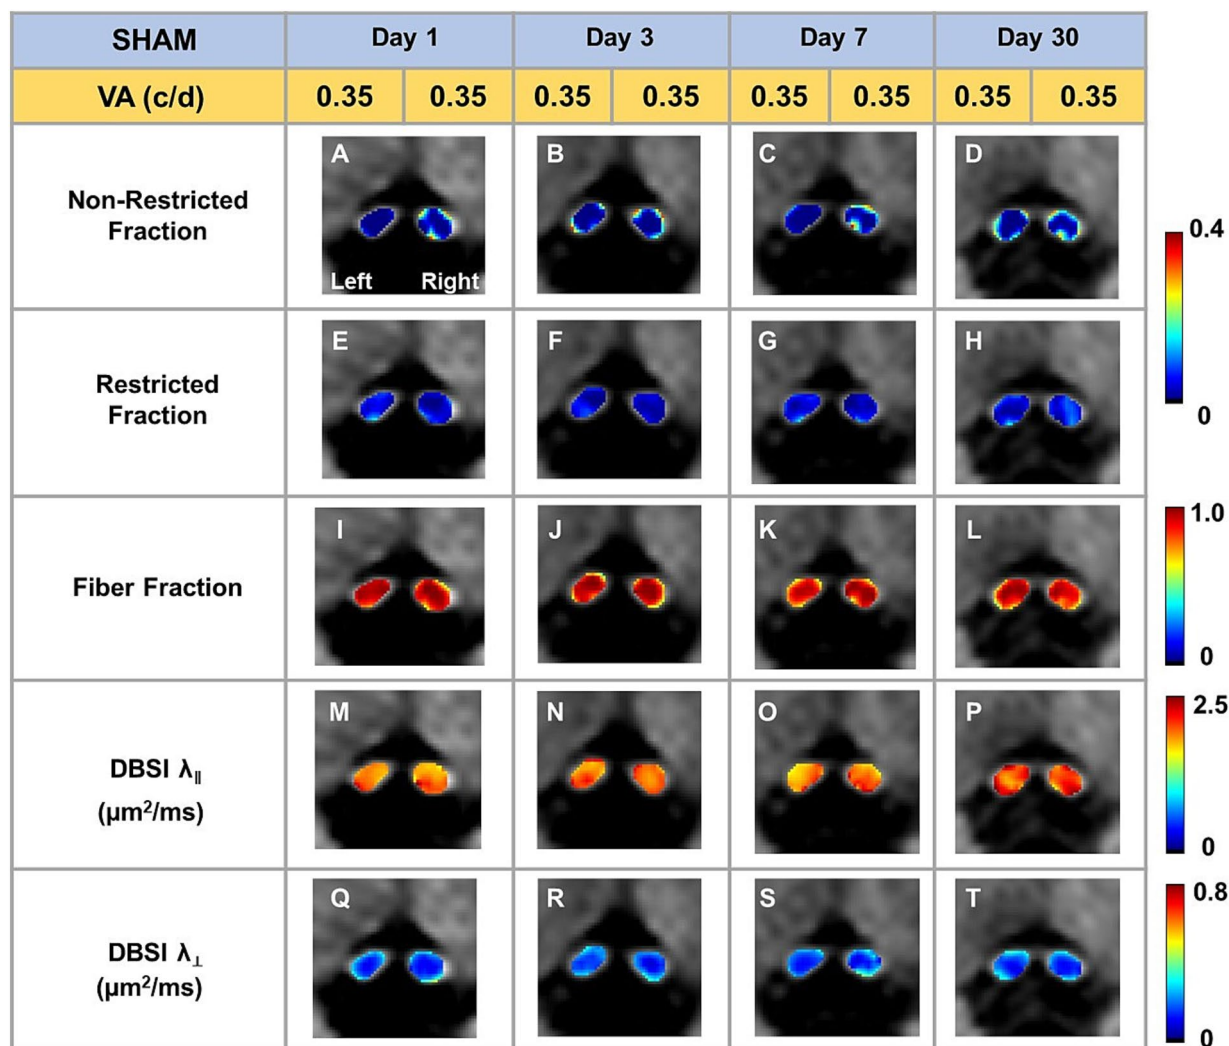 SHAM Day 1 Day 3 Day 7 Day 30
VA (c/d) 0.35 0.35 0.35 0.35 0.35 0.35 0.35 0.35
A B C D
Non-Restricted
Fraction
Left Right
0.4
0
E F G H
Restricted
Fraction
I J K L
Fiber Fraction
1.0
0
M N O P
DBSI λ∥
(μm²/ms)
2.5
0
Q R S T
DBSI λ⊥
(μm²/ms)
0.8
0